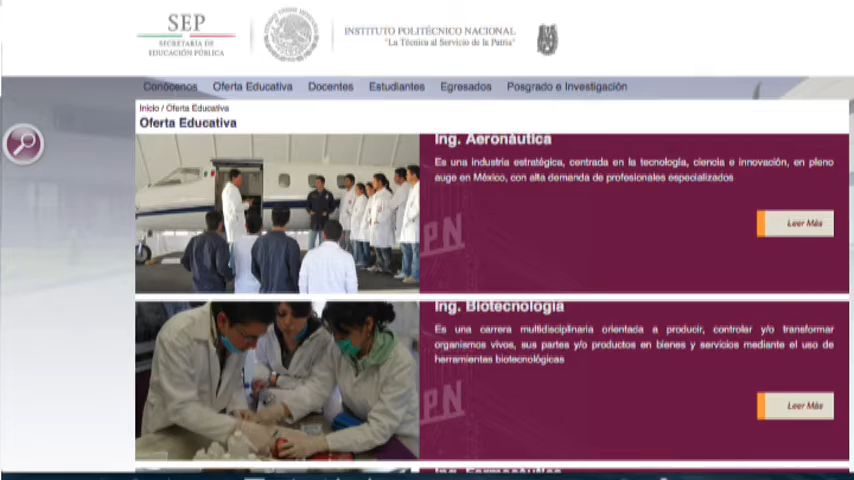 SEP
SECRETARÍA DE
EDUCACIÓN PÚBLICA
INSTITUTO POLITÉCNICO NACIONAL
"La Técnica al Servicio de la Patria"
Conócenos Oferta Educativa Docentes Estudiantes Egresados Posgrado e Investigación
Inicio / Oferta Educativa
Oferta Educativa
Ing. Aeronáutica
Es una industria estratégica, centrada en la tecnología, ciencia e innovación, en pleno
auge en México, con alta demanda de profesionales especializados
PN
Leer Más
Ing. Biotecnología
Es una carrera multidisciplinaria orientada a producir, controlar y/o transformar
organismos vivos, sus partes y/o productos en bienes y servicios mediante el uso de
herramientas biotecnológicas
PN
Leer Más
Ing. Farmacéutica